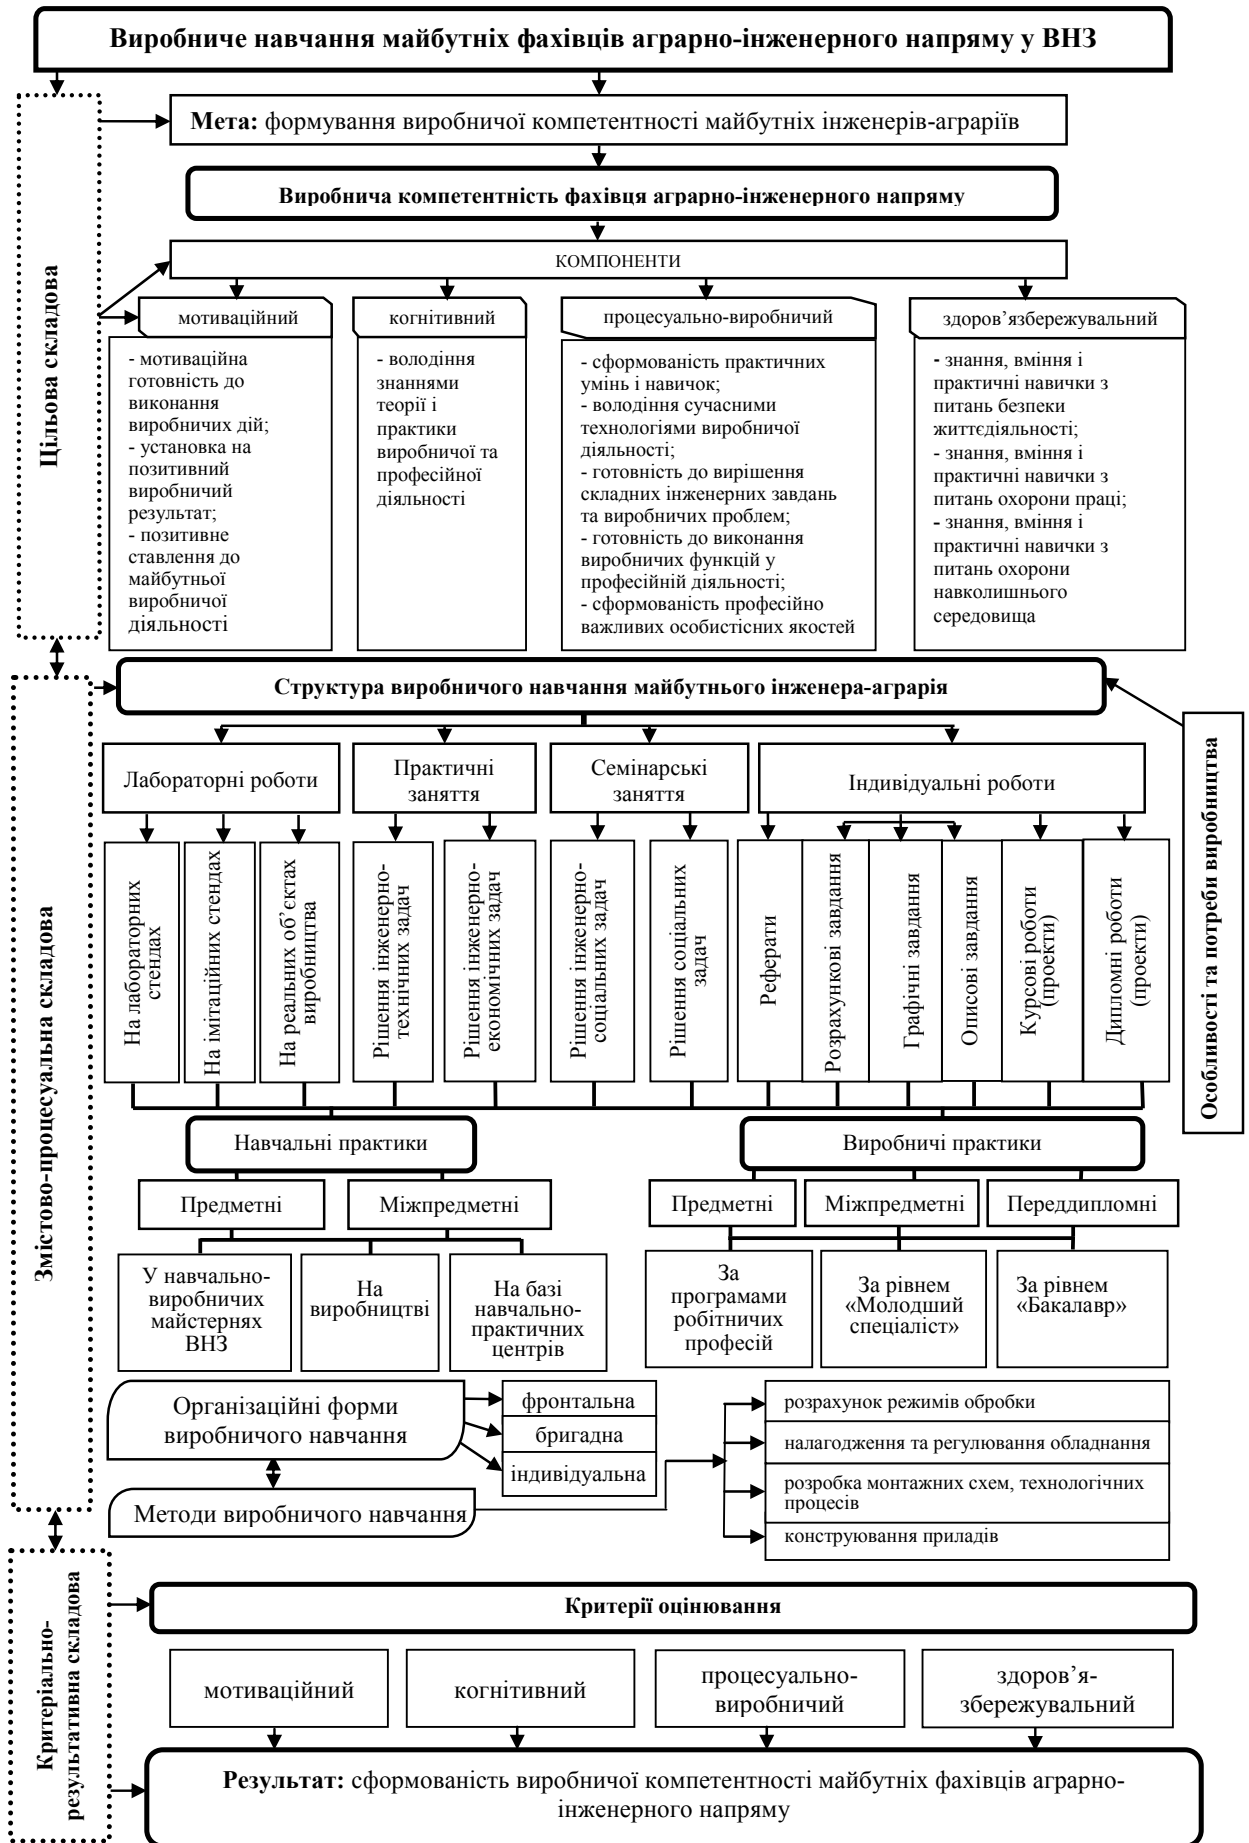 Виробниче навчання майбутніх фахівців аграрно-інженерного напряму у ВНЗ
Цільова складова
Мета: формування виробничої компетентності майбутніх інженерів-аграріїв
Виробнича компетентність фахівця аграрно-інженерного напряму
КОМПОНЕНТИ
мотиваційний
- мотиваційна
готовність до
виконання
виробничих дій;
- установка на
позитивний
виробничий
результат;
- позитивне
ставлення до
майбутньої
виробничої
діяльності
когнітивний
- володіння
знаннями
теорії і
практики
виробничої та
професійної
діяльності
процесуально-виробничий
- сформованість практичних
умінь і навичок;
- володіння сучасними
технологіями виробничої
діяльності;
- готовність до вирішення
складних інженерних завдань
та виробничих проблем;
- готовність до виконання
виробничих функцій у
професійній діяльності;
- сформованість професійно
важливих особистісних якостей
здоров’язбережувальний
- знання, вміння і
практичні навички з
питань безпеки
життєдіяльності;
- знання, вміння і
практичні навички з
питань охорони праці;
- знання, вміння і
практичні навички з
питань охорони
навколишнього
середовища
Змістово-процесуальна складова
Структура виробничого навчання майбутнього інженера-аграрія
Особливості та потреби виробництва
Лабораторні роботи
Практичні
заняття
Семінарські
заняття
Індивідуальні роботи
На лабораторних
стендах
На імітаційних стендах
На реальних об’єктах
виробництва
Рішення інженерно-
технічних задач
Рішення інженерно-
економічних задач
Рішення інженерно-
соціальних задач
Рішення соціальних
задач
Реферати
Розрахункові завдання
Графічні завдання
Описові завдання
Курсові роботи
(проекти)
Дипломні роботи
(проекти)
Навчальні практики
Виробничі практики
Предметні
Міжпредметні
Предметні
Міжпредметні
Переддипломні
У навчально-
виробничих
майстернях
ВНЗ
На
виробництві
На базі
навчально-
практичних
центрів
За
програмами
робітничих
професій
За рівнем
«Молодший
спеціаліст»
За рівнем
«Бакалавр»
Організаційні форми
виробничого навчання
фронтальна
бригадна
індивідуальна
Методи виробничого навчання
розрахунок режимів обробки
налагодження та регулювання обладнання
розробка монтажних схем, технологічних
процесів
конструювання приладів
Критеріально-
результативна складова
Критерії оцінювання
мотиваційний
когнітивний
процесуально-
виробничий
здоров’я-
збережувальний
Результат: сформованість виробничої компетентності майбутніх фахівців аграрно-
інженерного напряму